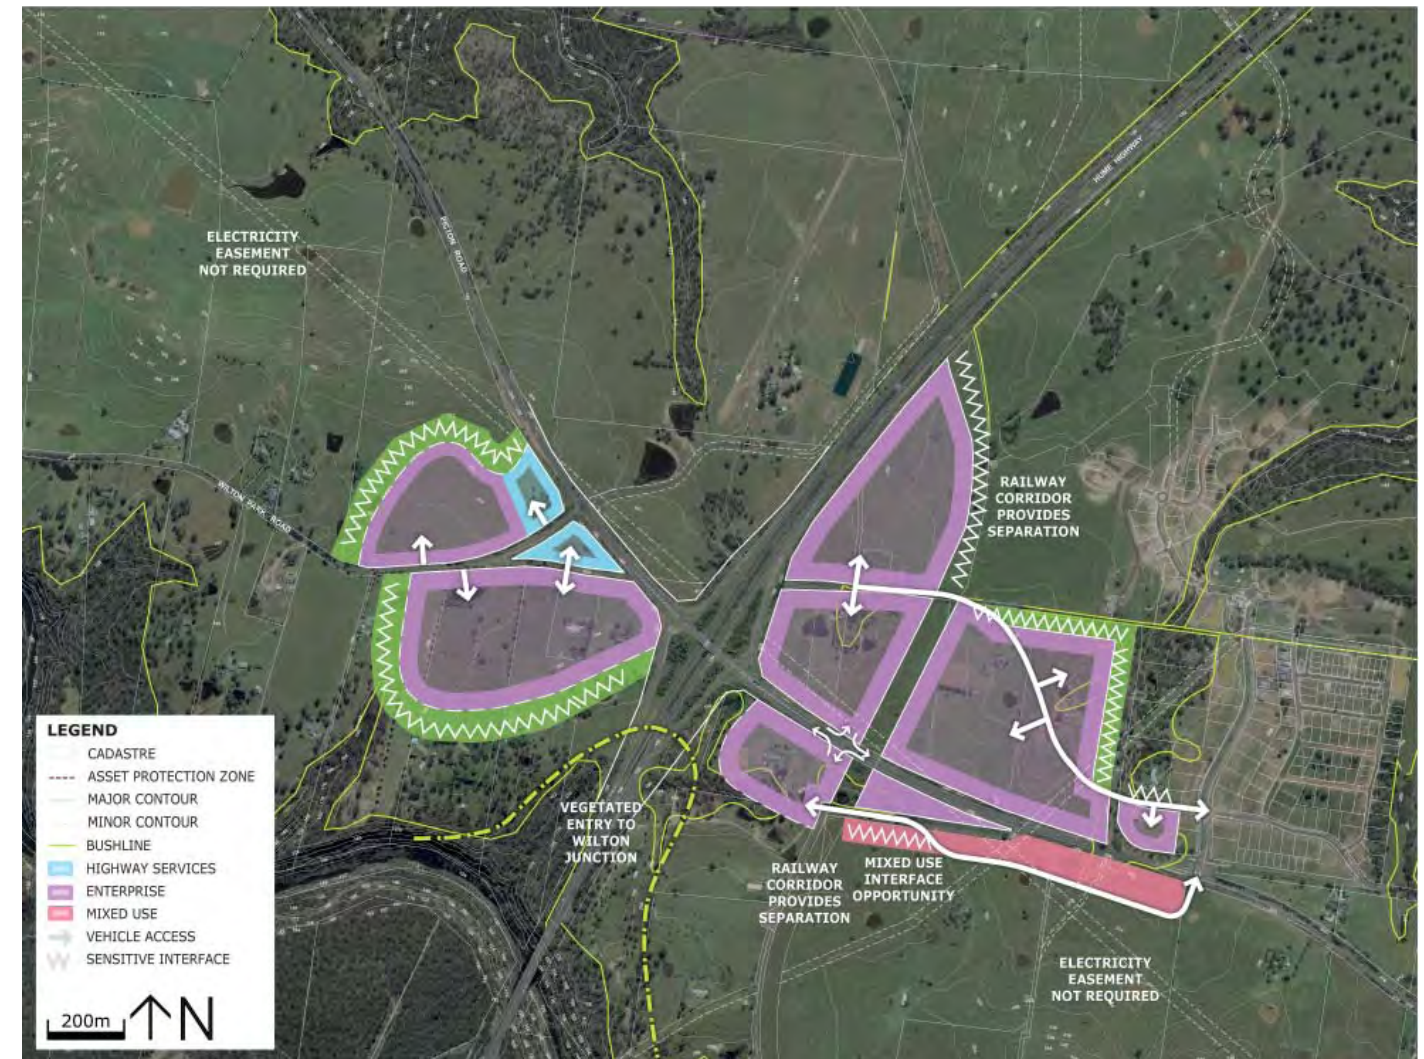 HUME HIGHWAY
PICTON ROAD
ELECTRICITY
EASEMENT
NOT REQUIRED
WILTON PARK ROAD
RAILWAY
CORRIDOR
PROVIDES
SEPARATION
VEGETATED
ENTRY TO
WILTON
JUNCTION
RAILWAY
CORRIDOR
PROVIDES
SEPARATION
MIXED USE
INTERFACE
OPPORTUNITY
ELECTRICITY
EASEMENT
NOT REQUIRED
LEGEND
CADASTRE
ASSET PROTECTION ZONE
MAJOR CONTOUR
MINOR CONTOUR
BUSHLINE
HIGHWAY SERVICES
ENTERPRISE
MIXED USE
VEHICLE ACCESS
SENSITIVE INTERFACE
200m
N